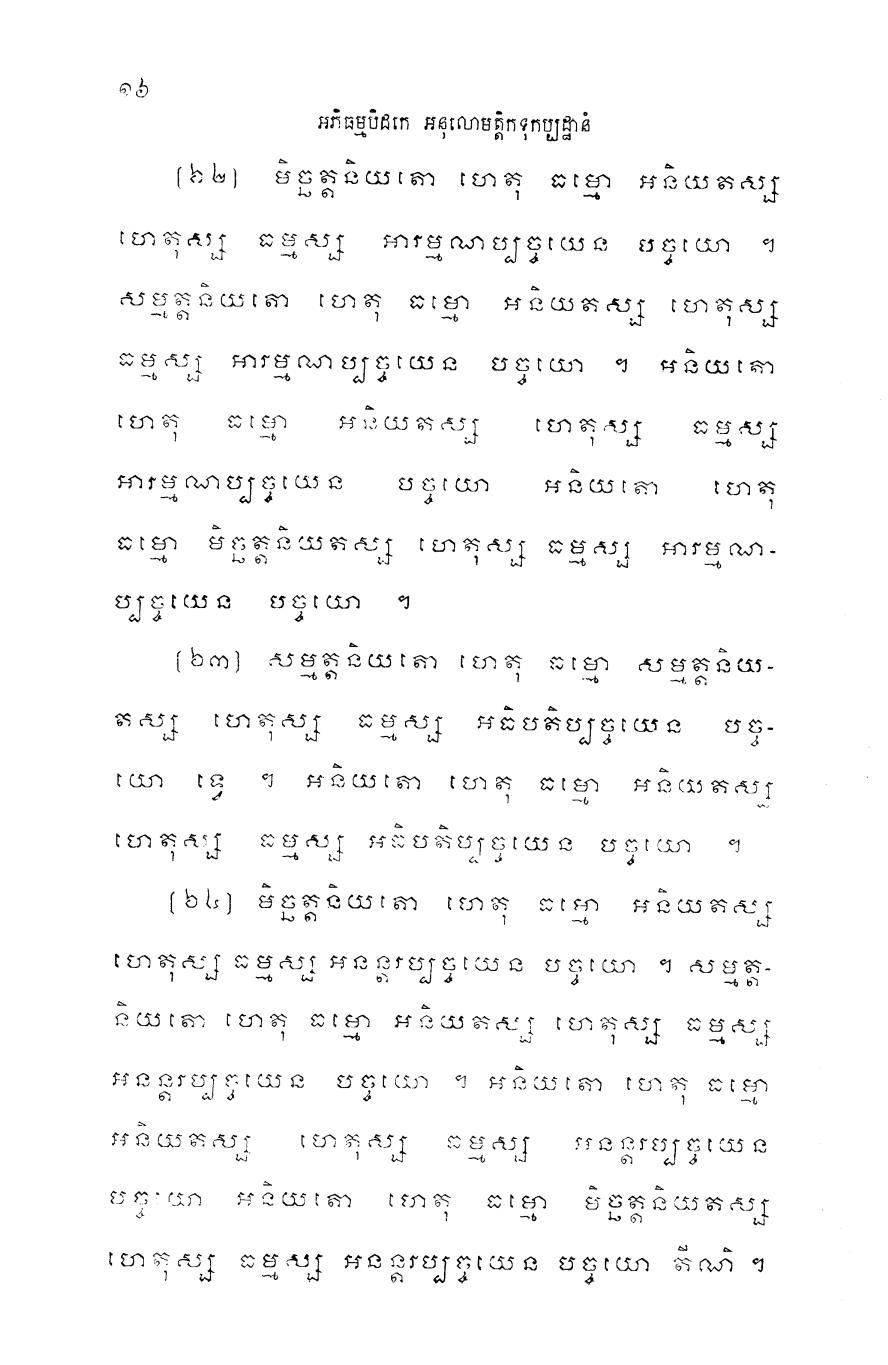 ១៦
អភិធម្មបិដកេ អនុលោមត្តិកទុកប្បដ្ឋានំ
[៦២] មិច្ឆត្តនិយតោ ហេតុ ធម្មោ អនិយតស្ស
ហេតុស្ស ធម្មស្ស អារម្មណប្បច្ចយេន បច្ចយោ ។
សម្មត្តនិយតោ ហេតុ ធម្មោ អនិយតស្ស ហេតុស្ស
ធម្មស្ស អារម្មណប្បច្ចយេន បច្ចយោ ។ អនិយតោ
ហេតុ ធម្មោ អនិយតស្ស ហេតុស្ស ធម្មស្ស
អារម្មណប្បច្ចយេន បច្ចយោ អនិយតោ ហេតុ
ធម្មោ មិច្ឆត្តនិយតស្ស ហេតុស្ស ធម្មស្ស អារម្មណ-
ប្បច្ចយេន បច្ចយោ ។
[៦៣] សម្មត្តនិយតោ ហេតុ ធម្មោ សម្មត្តនិយ-
តស្ស ហេតុស្ស ធម្មស្ស អធិបតិប្បច្ចយេន បច្ច-
យោ ទ្វេ ។ អនិយតោ ហេតុ ធម្មោ អនិយតស្ស
ហេតុស្ស ធម្មស្ស អធិបតិប្បច្ចយេន បច្ចយោ ។
[៦៤] មិច្ឆត្តនិយតោ ហេតុ ធម្មោ អនិយតស្ស
ហេតុស្ស ធម្មស្ស អនន្តរប្បច្ចយេន បច្ចយោ ។ សម្មត្ត-
និយតោ ហេតុ ធម្មោ អនិយតស្ស ហេតុស្ស ធម្មស្ស
អនន្តរប្បច្ចយេន បច្ចយោ ។ អនិយតោ ហេតុ ធម្មោ
អនិយតស្ស ហេតុស្ស ធម្មស្ស អនន្តរប្បច្ចយេន
បច្ចយោ អនិយតោ ហេតុ ធម្មោ មិច្ឆត្តនិយតស្ស
ហេតុស្ស ធម្មស្ស អនន្តរប្បច្ចយេន បច្ចយោ តីណិ ។